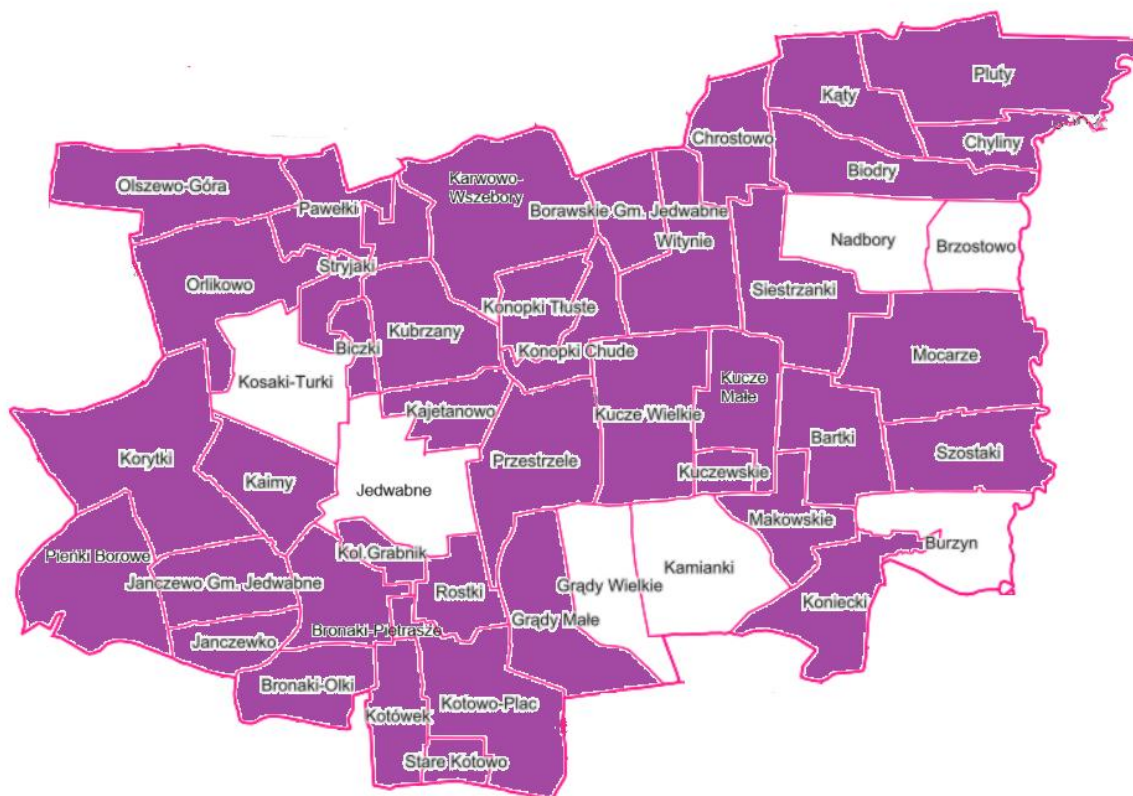 Pluty
Kąty
Chrostowo
Chyliny
Biodry
Olszewo-Góra
Karwowo-
Wszebory
Pawełki
Borawskie Gm. Jedwabne
Witynie
Nadbory
Brzostowo
Stryjaki
Orlikowo
Siestrzanki
Konopki Tłuste
Kubrzany
Biczki
Konopki Chude
Mocarze
Kosaki-Turki
Kucze
Małe
Kajetanowo
Kucze Wielkie
Bartki
Korytki
Przestrzele
Szostaki
Kuczewskie
Kaimy
Jedwabne
Makowskie
Burzyn
Pieńki Borowe
Kol.Grabnik
Kamianki
Janczewo Gm. Jedwabne
Grądy Wielkie
Rostki
Koniecki
Grądy Małe
Bronaki-Pietrasze
Janczewko
Bronaki-Olki
Kotowo-Plac
Kotówek
Stare Kotowo